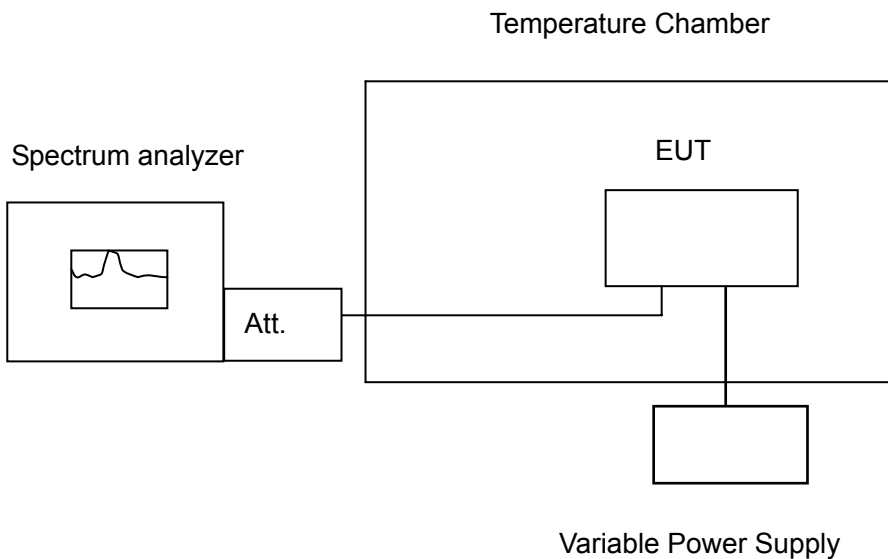 Temperature Chamber
Spectrum analyzer
EUT
Att.
Variable Power Supply